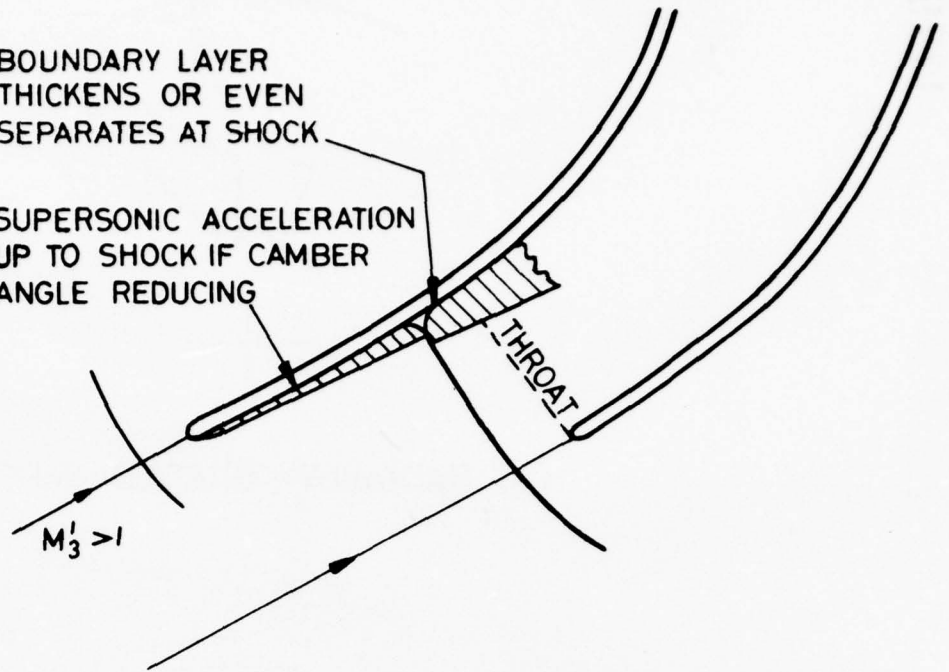 BOUNDARY LAYER
THICKENS OR EVEN
SEPARATES AT SHOCK
SUPERSONIC ACCELERATION
UP TO SHOCK IF CAMBER
ANGLE REDUCING
THROAT
M'₃ >1